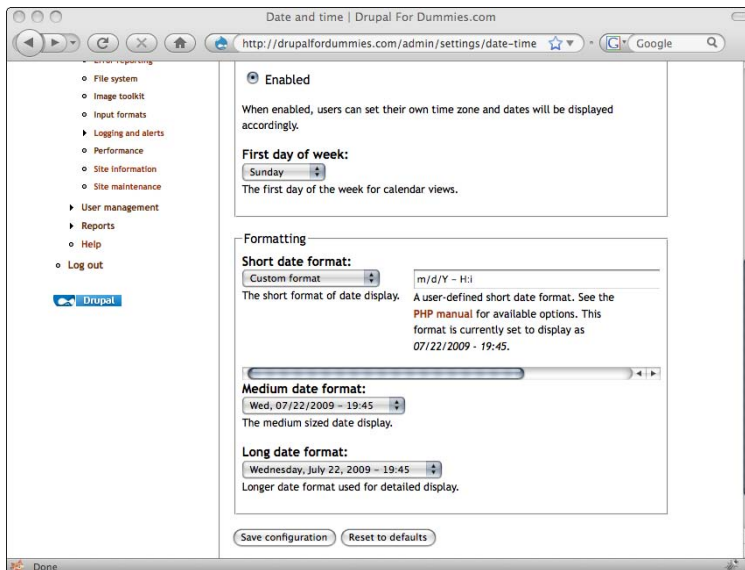 Date and time | Drupal For Dummies.com
http://drupalfordummies.com/admin/settings/date-time
Google
Error reporting
File system
Image toolkit
Input formats
Logging and alerts
Performance
Site information
Site maintenance
User management
Reports
Help
Log out
Drupal
Enabled
When enabled, users can set their own time zone and dates will be displayed
accordingly.
First day of week:
Sunday
The first day of the week for calendar views.
Formatting
Short date format:
Custom format
The short format of date display.
m/d/Y - H:i
A user-defined short date format. See the
PHP manual for available options. This
format is currently set to display as
07/22/2009 - 19:45.
Medium date format:
Wed, 07/22/2009 - 19:45
The medium sized date display.
Long date format:
Wednesday, July 22, 2009 - 19:45
Longer date format used for detailed display.
Save configuration
Reset to defaults
Done